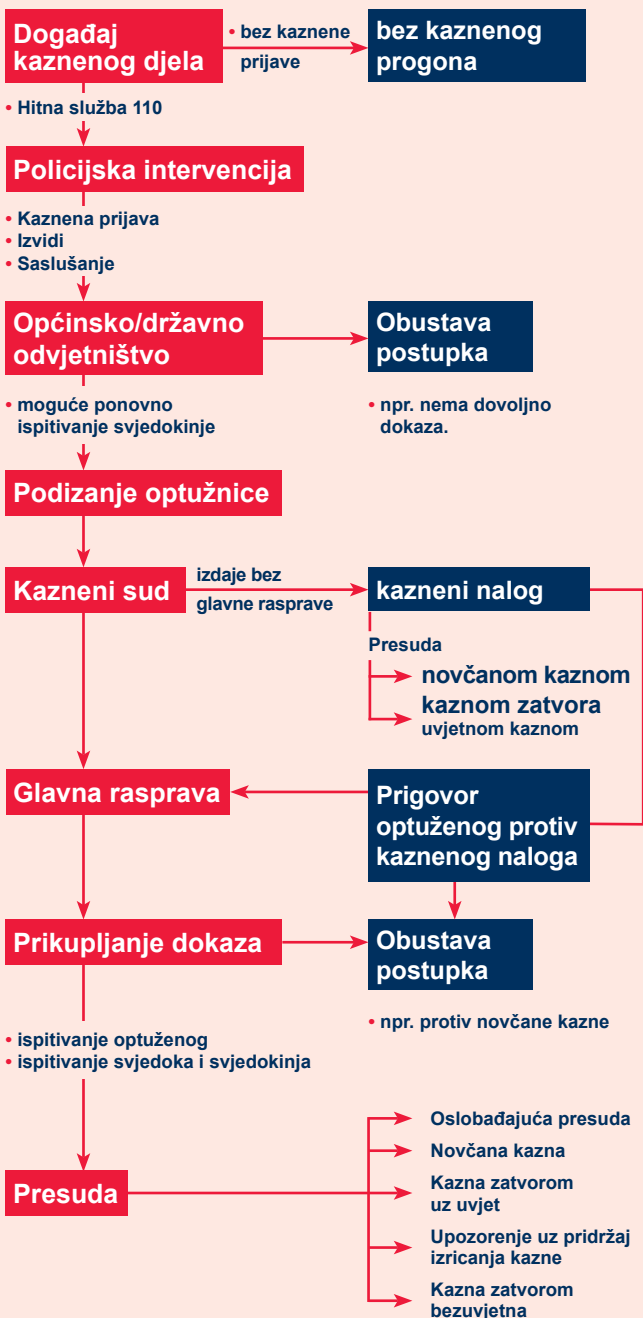 Događaj
kaznenog djela
• bez kaznene
prijave
bez kaznenog
progona
• Hitna služba 110
Policijska intervencija
• Kaznena prijava
• Izvidi
• Saslušanje
Općinsko/državno
odvjetništvo
Obustava
postupka
• moguće ponovno
ispitivanje svjedokinje
• npr. nema dovoljno
dokaza.
Podizanje optužnice
Kazneni sud
izdaje bez
glavne rasprave
kazneni nalog
Presuda
novčanom kaznom
kaznom zatvora
uvjetnom kaznom
Glavna rasprava
Prigovor
optuženog protiv
kaznenog naloga
Prikupljanje dokaza
Obustava
postupka
• npr. protiv novčane kazne
• ispitivanje optuženog
• ispitivanje svjedoka i svjedokinja
Presuda
Oslobađajuća presuda
Novčana kazna
Kazna zatvorom
uz uvjet
Upozorenje uz pridržaj
izricanja kazne
Kazna zatvorom
bezuvjetna